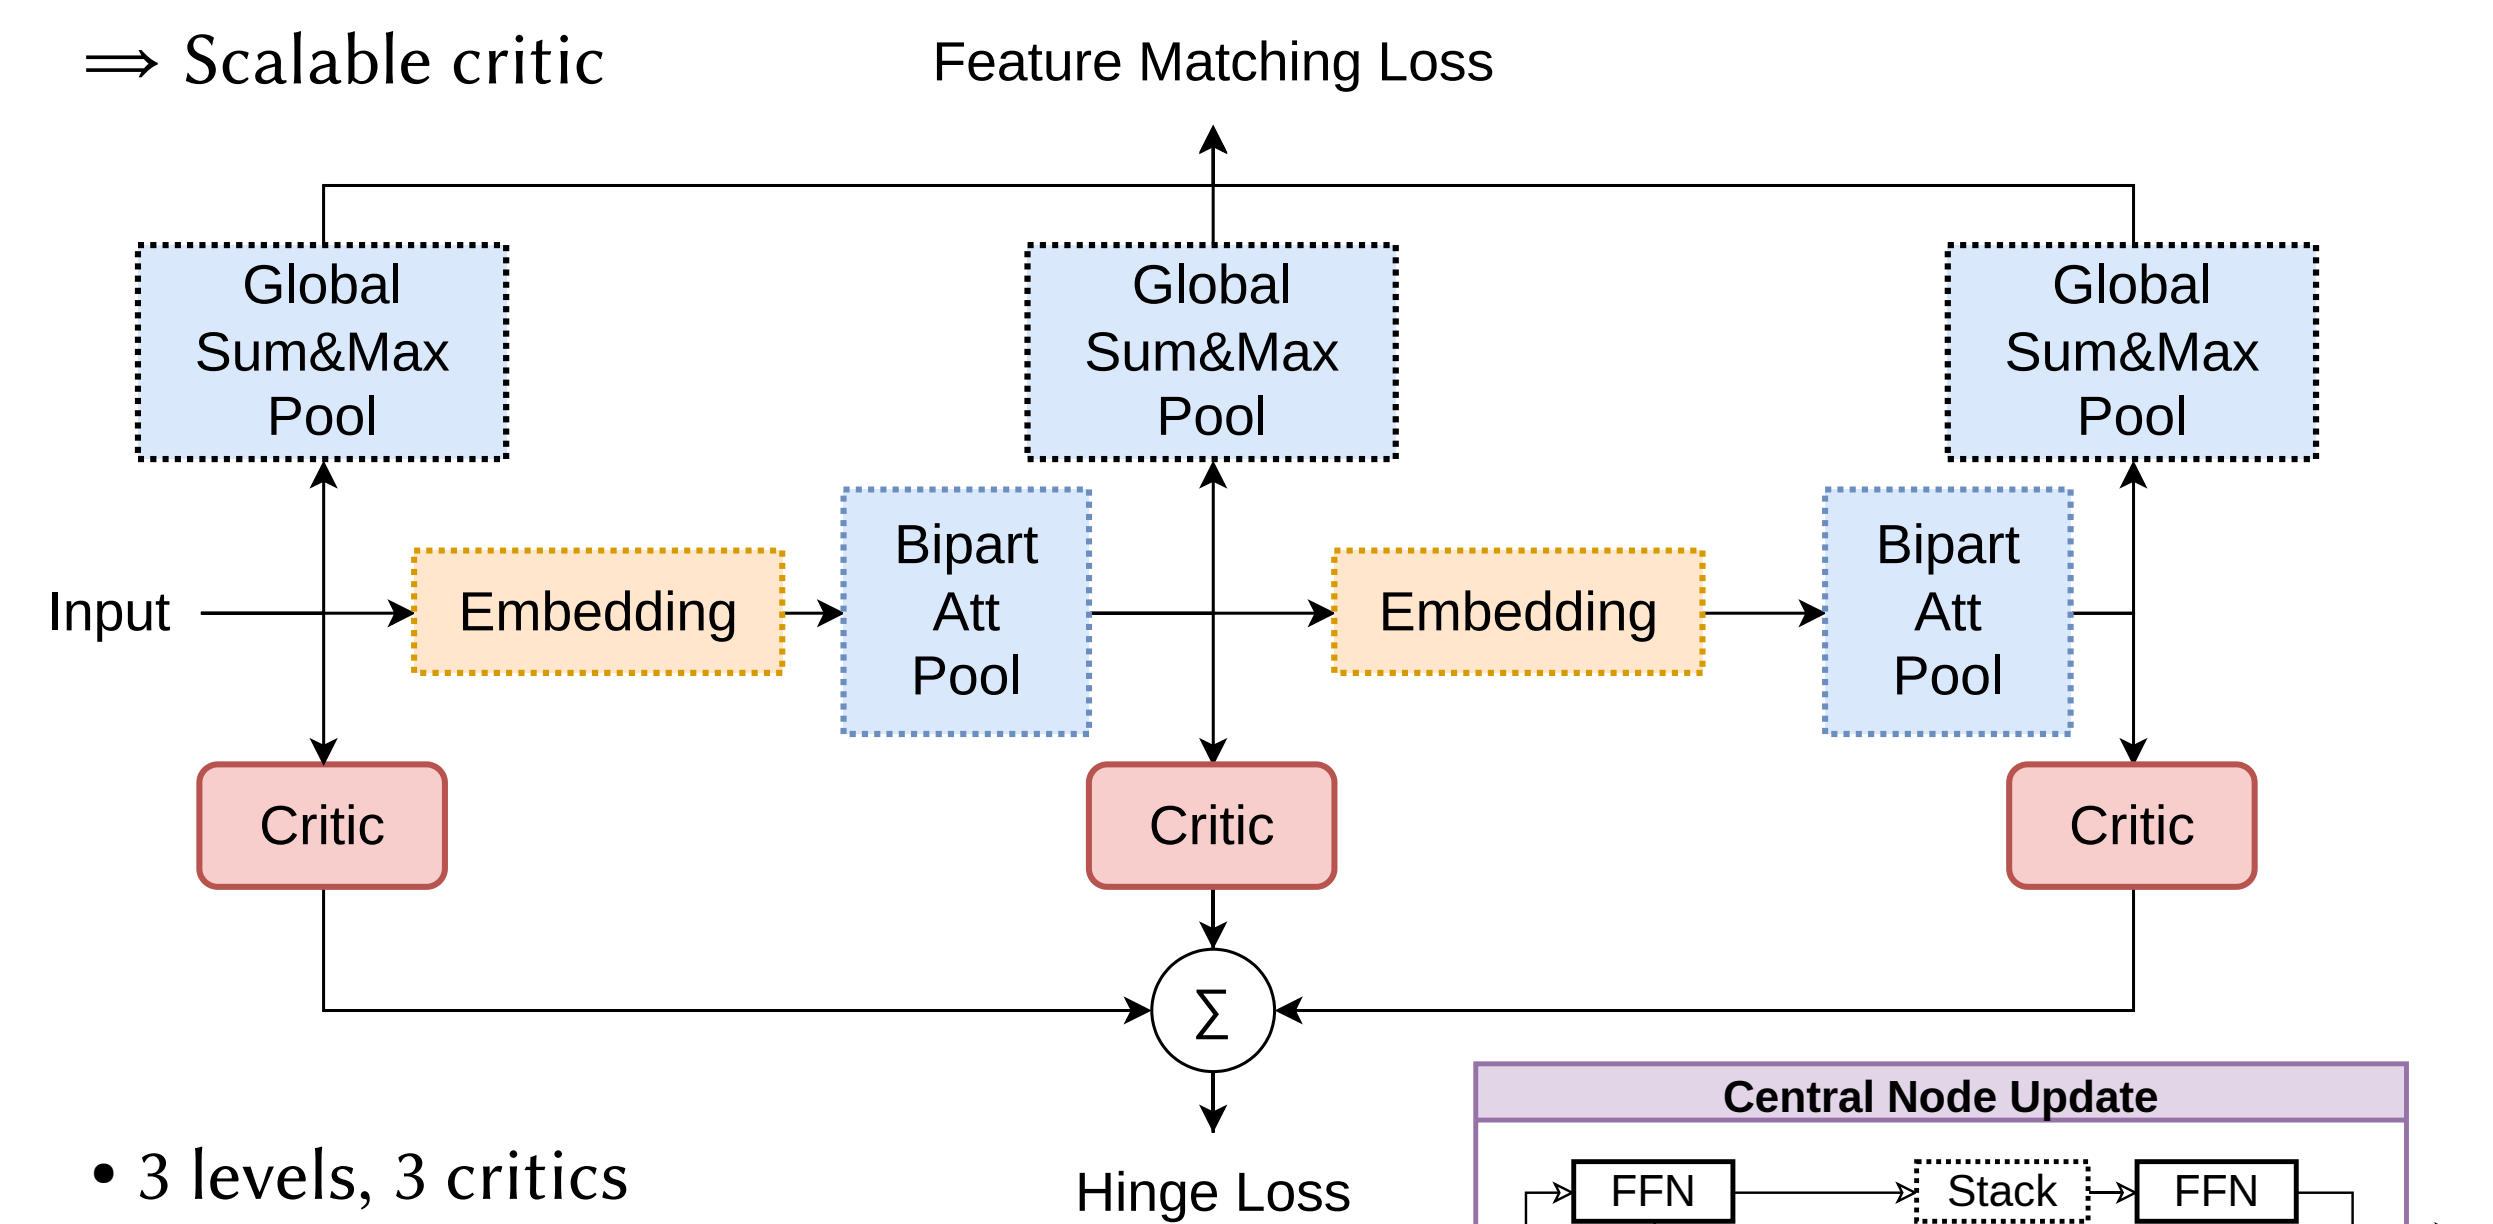 ⟹ Scalable critic
Feature Matching Loss
Global
Sum&Max
Pool
Global
Sum&Max
Pool
Global
Sum&Max
Pool
Input
Embedding
Bipart
Att
Pool
Embedding
Bipart
Att
Pool
Critic
Critic
Critic
∑
Central Node Update
• 3 levels, 3 critics
Hinge Loss
FFN
Stack
FFN